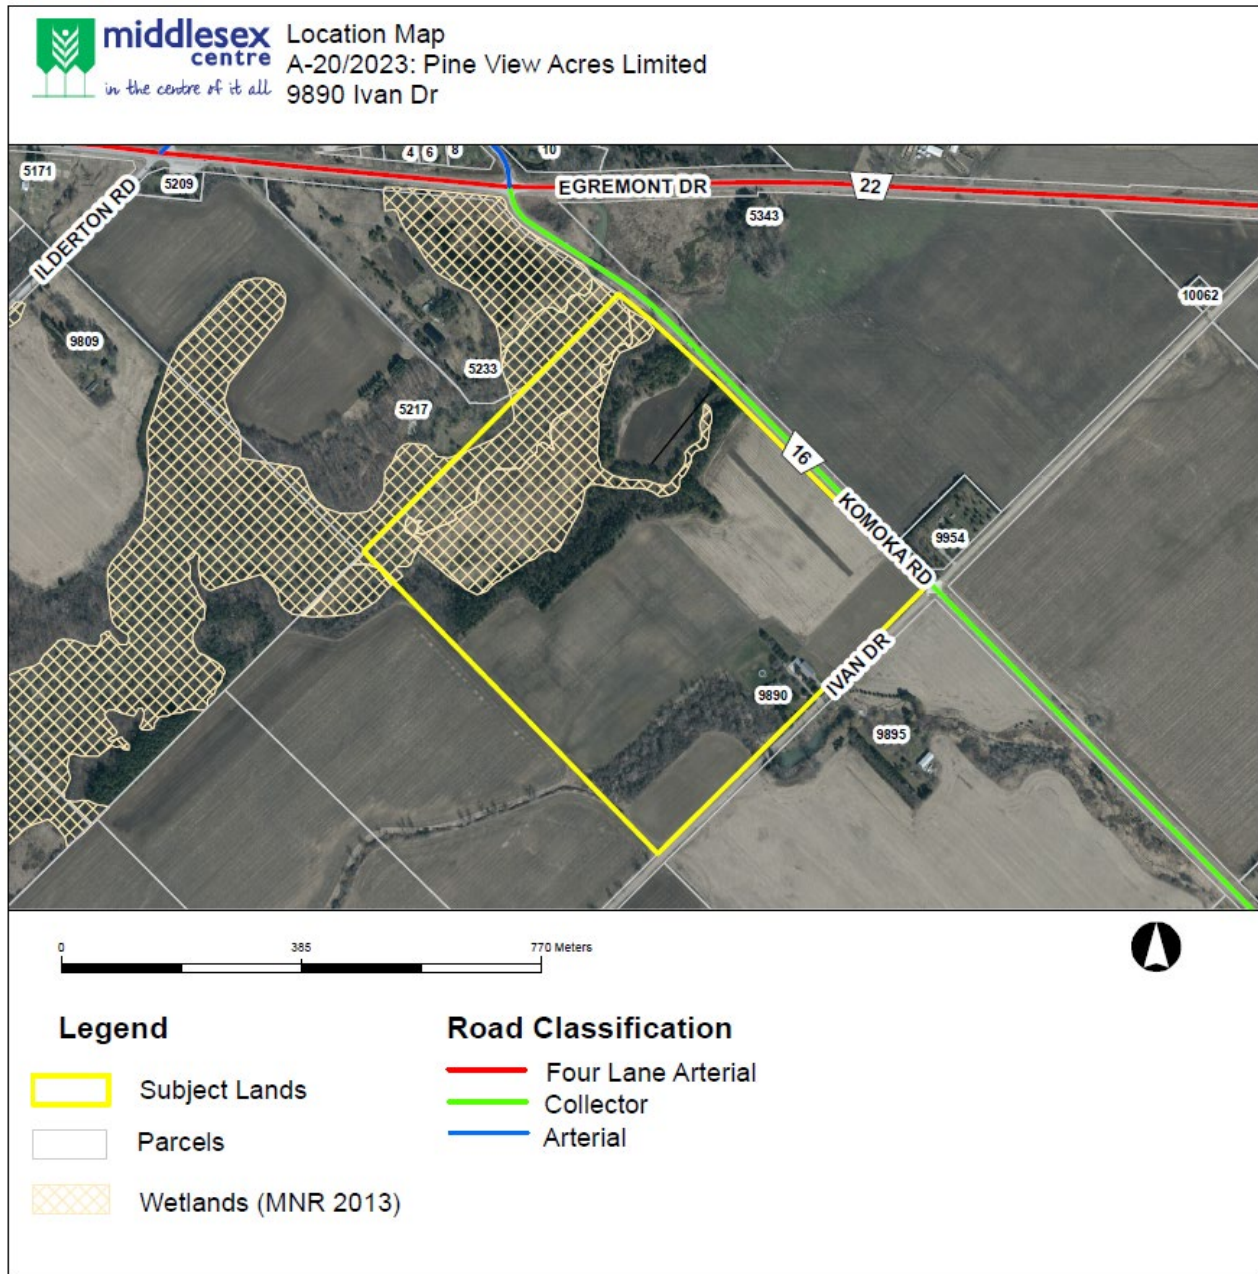 middlesex
centre
in the centre of it all
Location Map
A-20/2023: Pine View Acres Limited
9890 Ivan Dr
4
6
8
10
5171
5209
EGREMONT DR
22
5343
ILDERTON RD
10062
9809
5233
5217
16
KOMOKA RD
9954
IVAN DR
9890
9895
0
385
770 Meters
Legend
Subject Lands
Parcels
Wetlands (MNR 2013)
Road Classification
Four Lane Arterial
Collector
Arterial